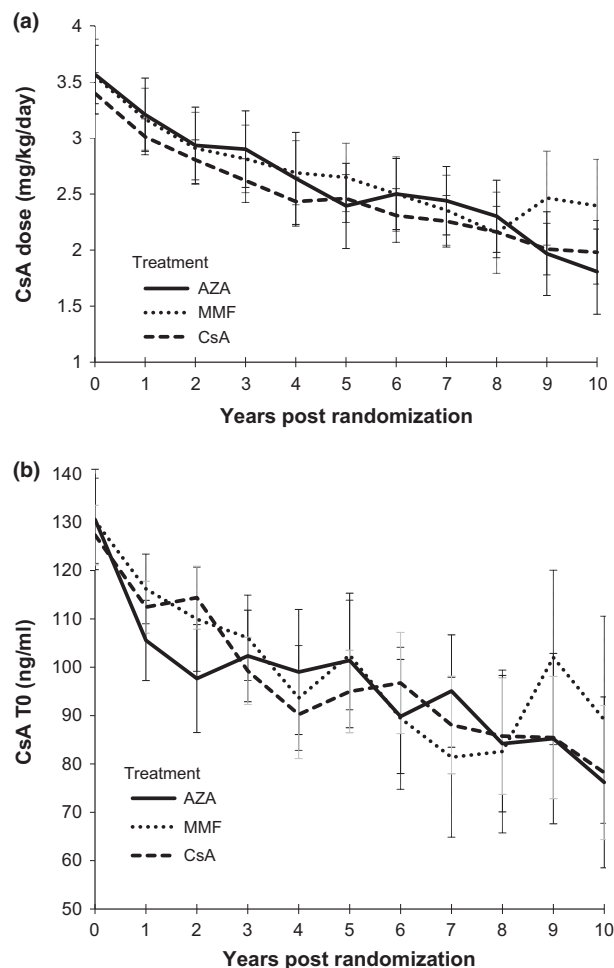 (a)
CsA dose (mg/kg/day)
4
3.5
3
2.5
2
1.5
1
Treatment
AZA
MMF
CsA
0 1 2 3 4 5 6 7 8 9 10
Years post randomization
(b)
CsA T0 (ng/ml)
140
130
120
110
100
90
80
70
60
50
Treatment
AZA
MMF
CsA
0 1 2 3 4 5 6 7 8 9 10
Years post randomization